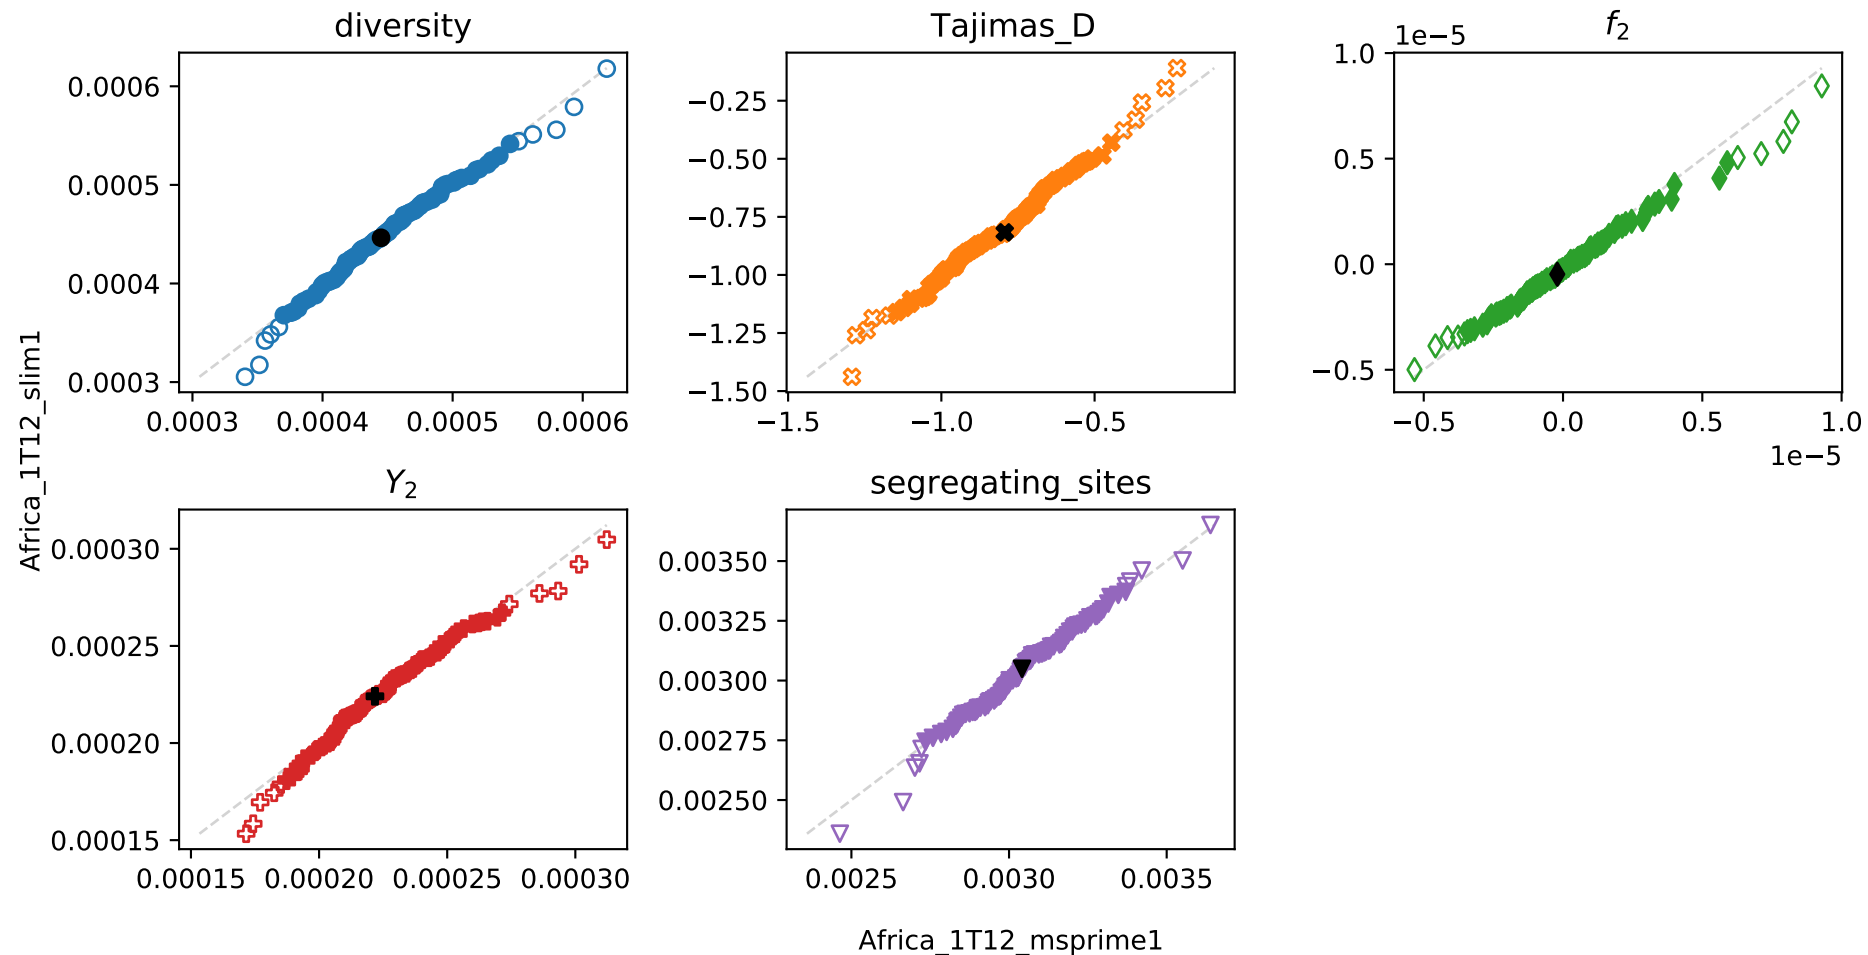 diversity
0.0006
0.0005
0.0004
0.0003
0.0003 0.0004 0.0005 0.0006
Tajimas_D
−0.25
−0.50
−0.75
−1.00
−1.25
−1.50
−1.5 −1.0 −0.5
f2
1e−5
1.0
0.5
0.0
−0.5
−0.5 0.0 0.5 1.0
1e−5
Africa_1T12_slim1
Y2
0.00030
0.00025
0.00020
0.00015
0.00015 0.00020 0.00025 0.00030
segregating_sites
0.00350
0.00325
0.00300
0.00275
0.00250
0.0025 0.0030 0.0035
Africa_1T12_msprime1